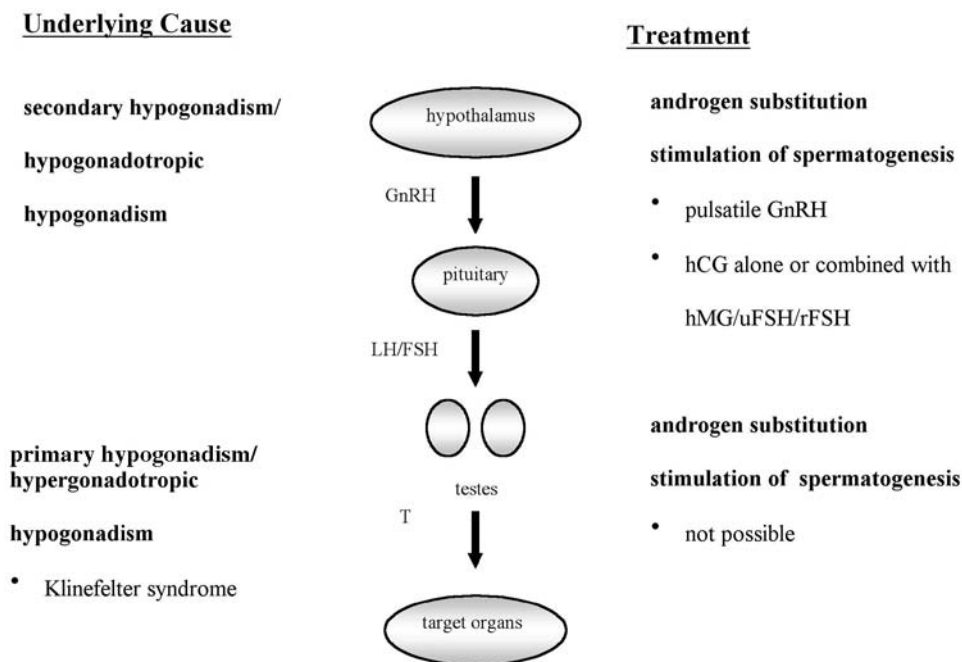 Underlying Cause
secondary hypogonadism/
hypogonadotropic
hypogonadism
primary hypogonadism/
hypergonadotropic
hypogonadism
• Klinefelter syndrome
hypothalamus
GnRH
pituitary
LH/FSH
testes
T
target organs
Treatment
androgen substitution
stimulation of spermatogenesis
• pulsatile GnRH
• hCG alone or combined with
hMG/uFSH/rFSH
androgen substitution
stimulation of spermatogenesis
• not possible